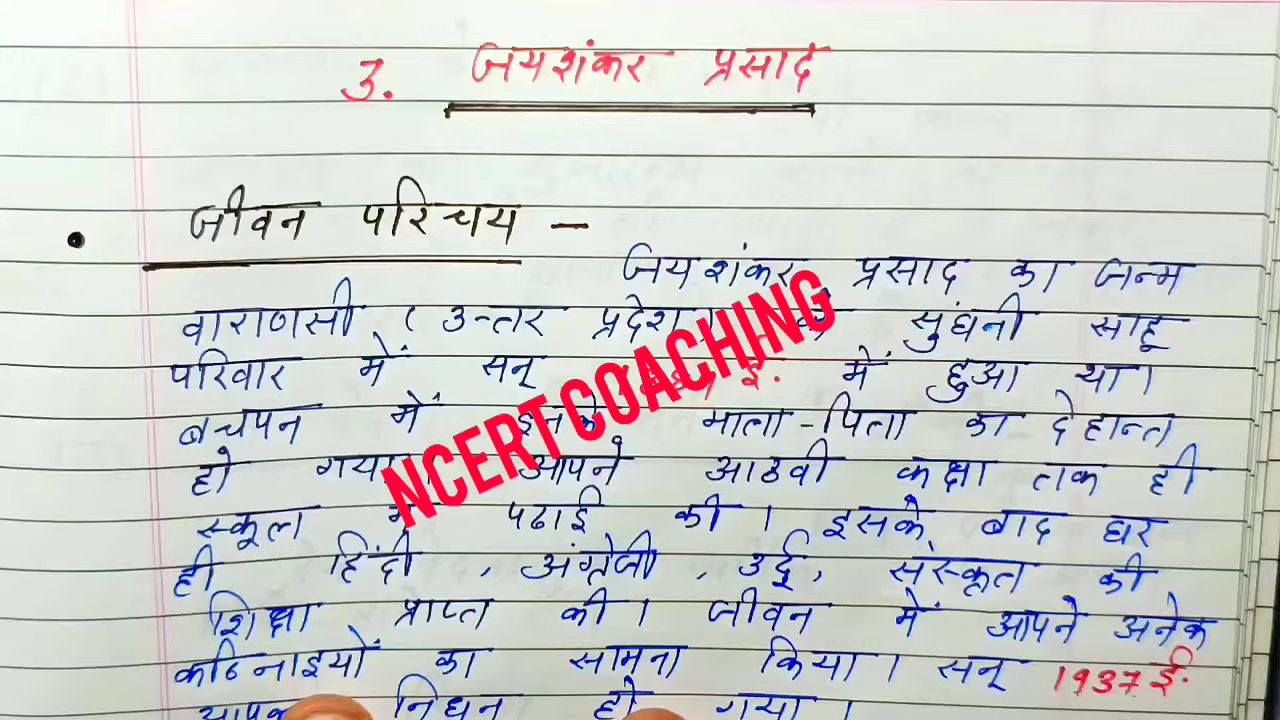 3. जयशंकर प्रसाद
• जीवन परिचय –
जयशंकर प्रसाद का जन्म
वाराणसी (उत्तर प्रदेश) सुंघनी साहू
परिवार में सन् ई. में हुआ था।
बचपन में इनके माता-पिता का देहान्त
हो गया। आपने आठवी कक्षा तक ही
स्कूल में पढाई की। इसके बाद घर
ही हिंदी, अंग्रेजी, उर्दू, संस्कृत की
शिक्षा प्राप्त की। जीवन में आपने अनेक
कठिनाइयों का सामना किया। सन् 1937 ई.
निधन हो गया।
NCERT COACHING